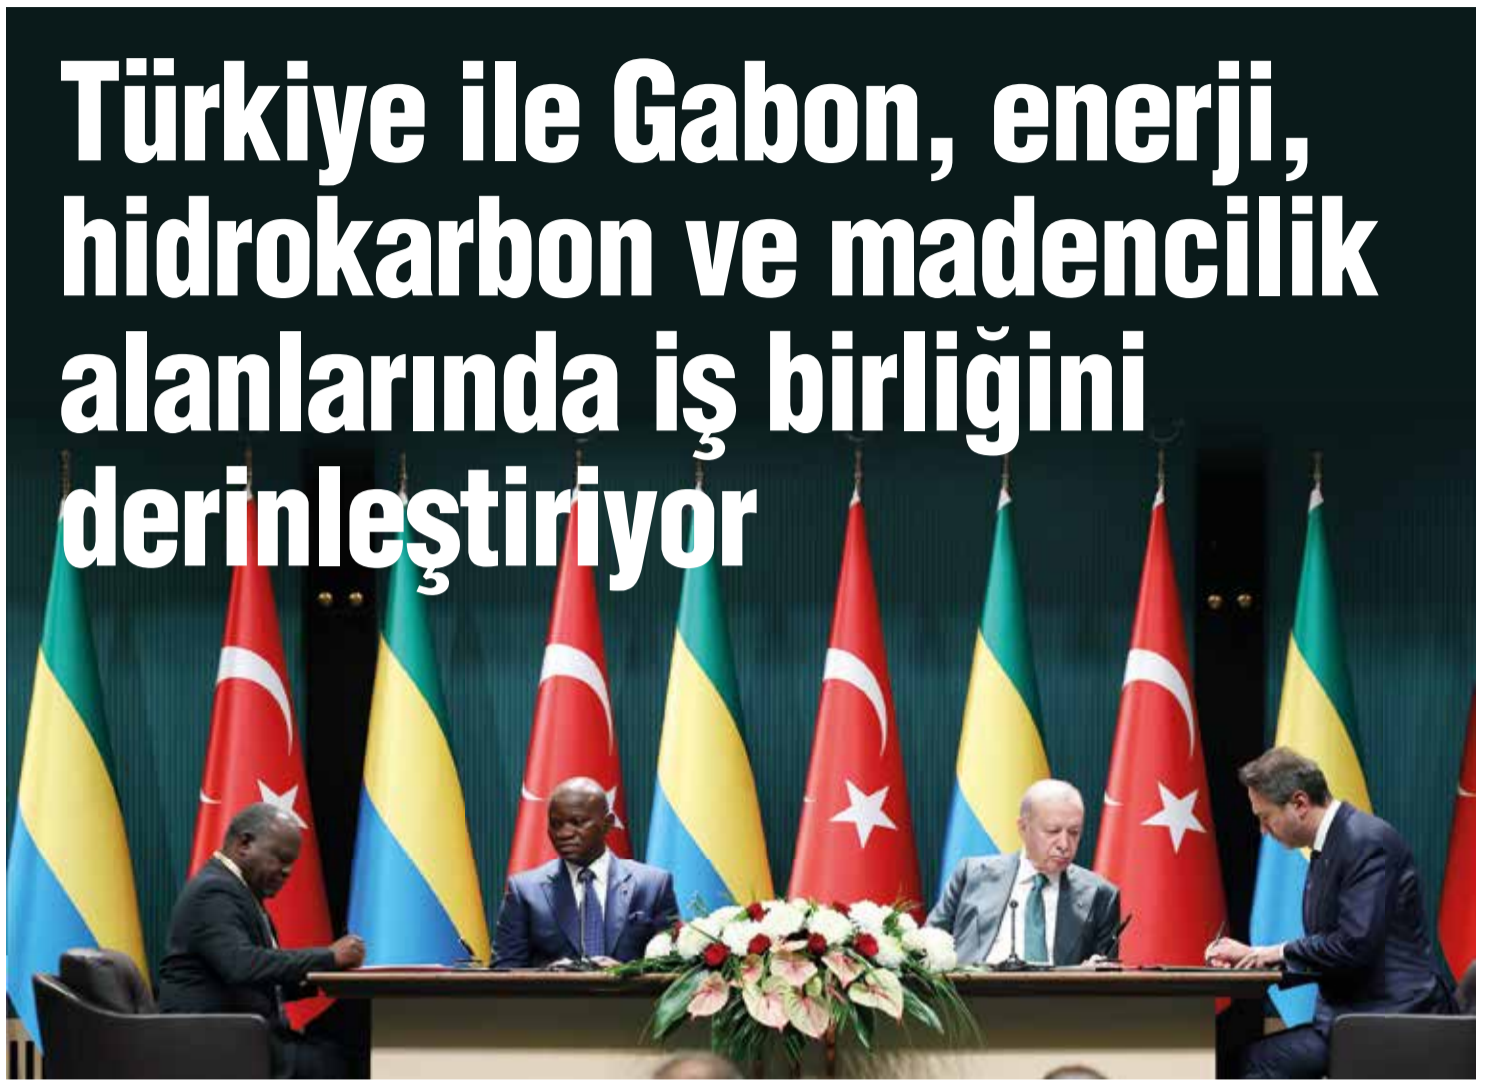 Türkiye ile Gabon, enerji,
hidrokarbon ve madencilik
alanlarında iş birliğini
derinleştiriyor